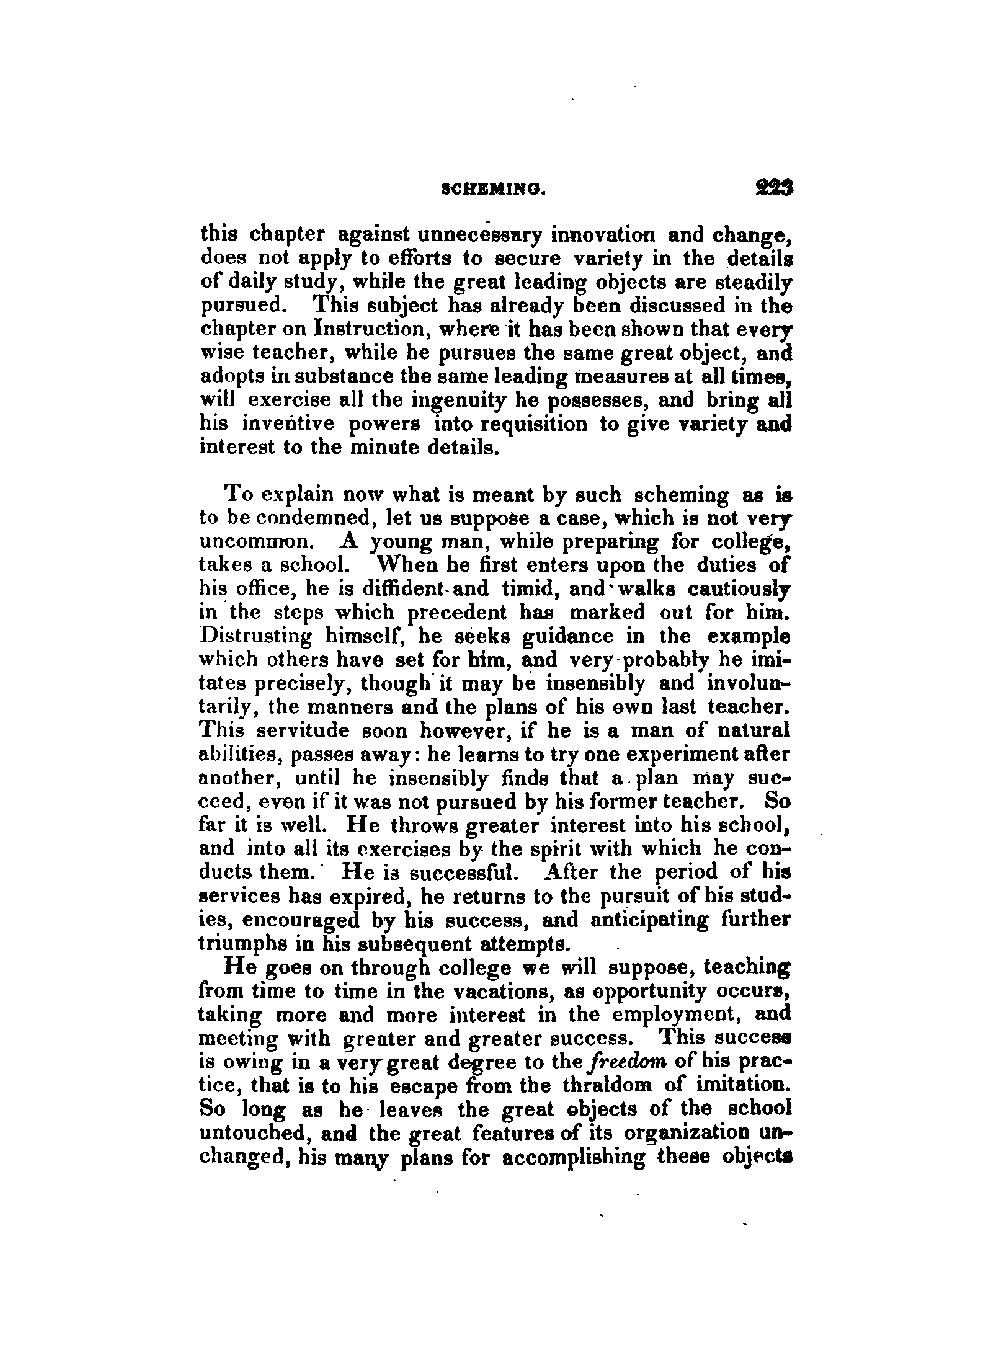 SCHEMING. 223
this chapter against unnecessary innovation and change,
does not apply to efforts to secure variety in the details
of daily study, while the great leading objects are steadily
pursued. This subject has already been discussed in the
chapter on Instruction, where it has been shown that every
wise teacher, while he pursues the same great object, and
adopts in substance the same leading measures at all times,
will exercise all the ingenuity he possesses, and bring all
his inventive powers into requisition to give variety and
interest to the minute details.
To explain now what is meant by such scheming as is
to be condemned, let us suppose a case, which is not very
uncommon. A young man, while preparing for college,
takes a school. When he first enters upon the duties of
his office, he is diffident and timid, and walks cautiously
in the steps which precedent has marked out for him.
Distrusting himself, he seeks guidance in the example
which others have set for him, and very probably he imi-
tates precisely, though it may be insensibly and involun-
tarily, the manners and the plans of his own last teacher.
This servitude soon however, if he is a man of natural
abilities, passes away: he learns to try one experiment after
another, until he insensibly finds that a plan may suc-
ceed, even if it was not pursued by his former teacher. So
far it is well. He throws greater interest into his school,
and into all its exercises by the spirit with which he con-
ducts them. He is successful. After the period of his
services has expired, he returns to the pursuit of his stud-
ies, encouraged by his success, and anticipating further
triumphs in his subsequent attempts.
He goes on through college we will suppose, teaching
from time to time in the vacations, as opportunity occurs,
taking more and more interest in the employment, and
meeting with greater and greater success. This success
is owing in a very great degree to the freedom of his prac-
tice, that is to his escape from the thraldom of imitation.
So long as he leaves the great objects of the school
untouched, and the great features of its organization un-
changed, his many plans for accomplishing these objects